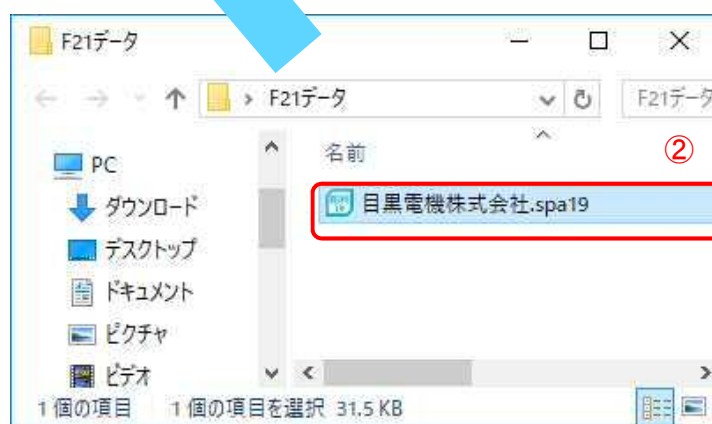 F21データ
F21データ
F21データ
名前
②
PC
目黒電機株式会社.spa19
ダウンロード
デスクトップ
ドキュメント
ピクチャ
ビデオ
1 個の項目 1 個の項目を選択 31.5 KB